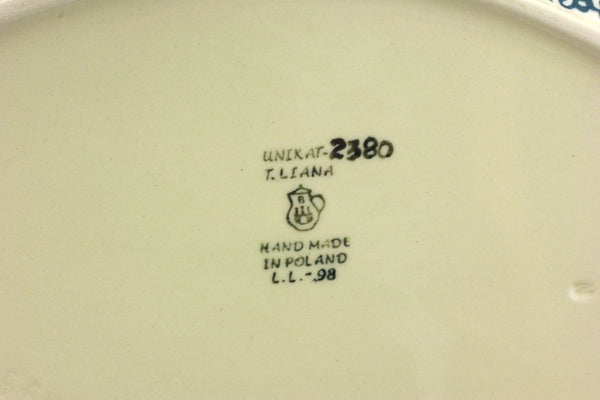 UNIKAT-2380
T. LIANA
B
HAND MADE
IN POLAND
L.L.-98